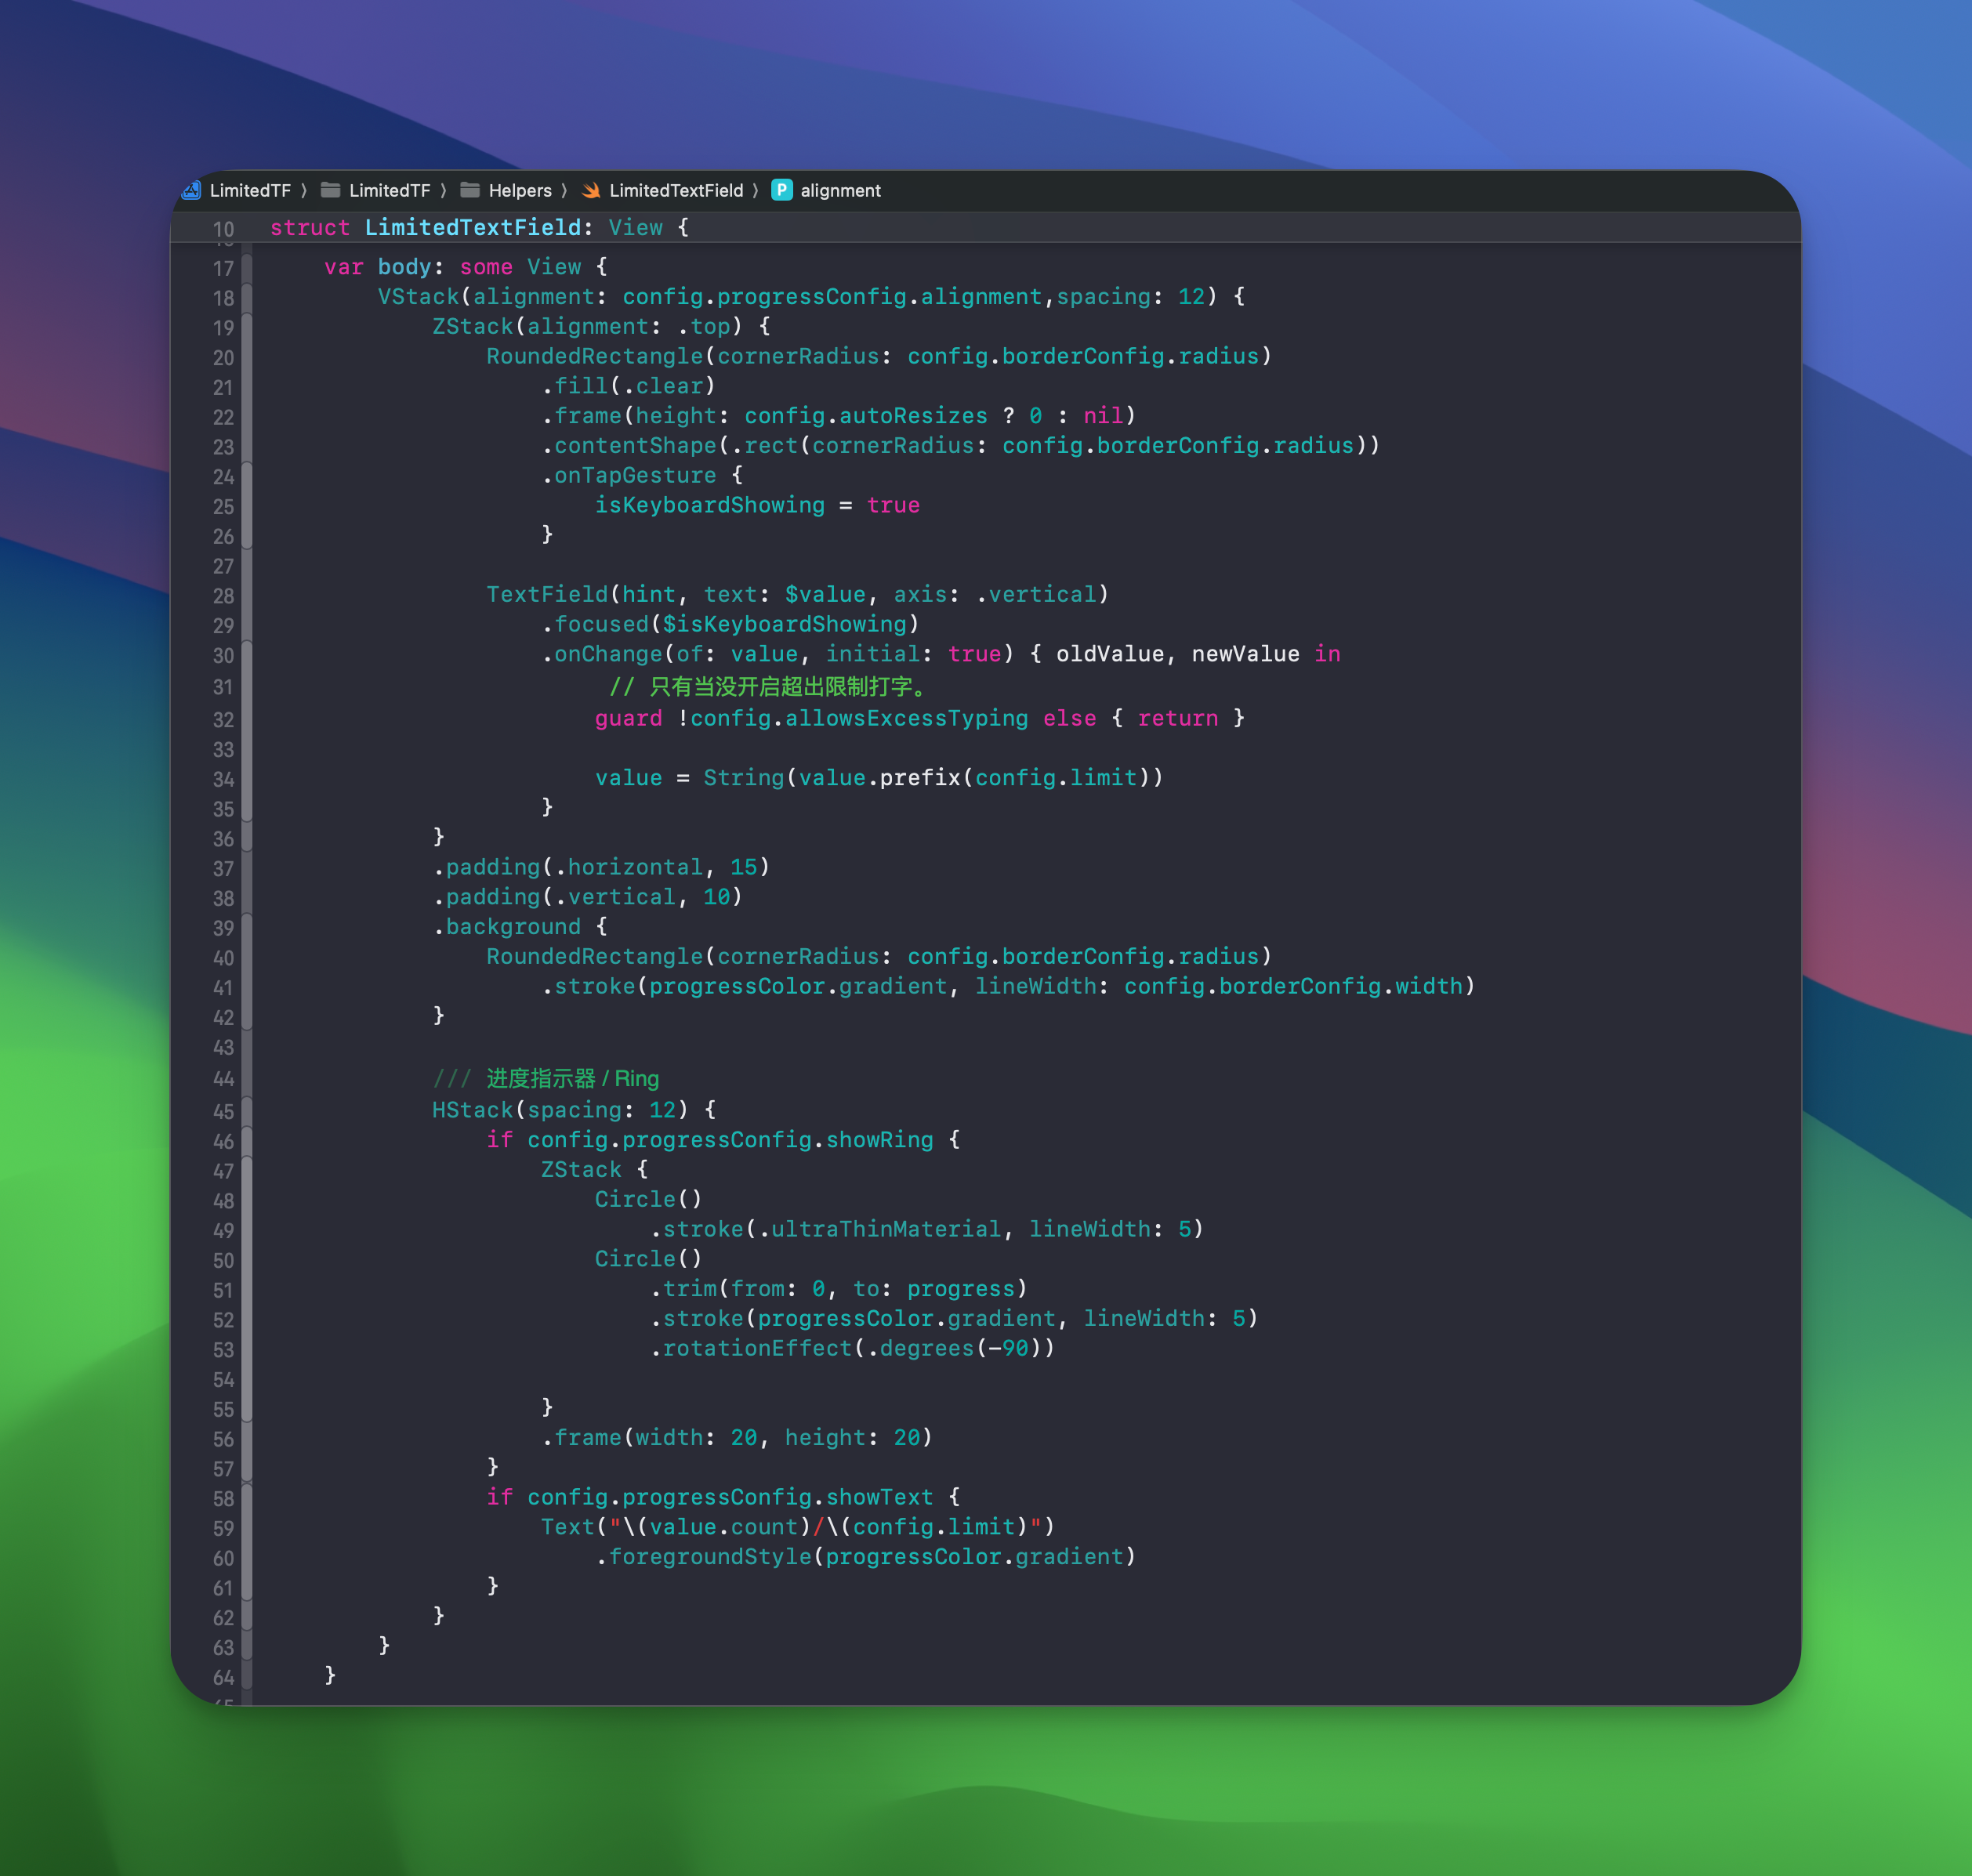 LimitedTF 〉 LimitedTF 〉 Helpers 〉 LimitedTextField 〉 P alignment
10 struct LimitedTextField: View {
17     var body: some View {
18         VStack(alignment: config.progressConfig.alignment,spacing: 12) {
19             ZStack(alignment: .top) {
20                 RoundedRectangle(cornerRadius: config.borderConfig.radius)
21                     .fill(.clear)
22                     .frame(height: config.autoResizes ? 0 : nil)
23                     .contentShape(.rect(cornerRadius: config.borderConfig.radius))
24                     .onTapGesture {
25                         isKeyboardShowing = true
26                     }
27
28                 TextField(hint, text: $value, axis: .vertical)
29                     .focused($isKeyboardShowing)
30                     .onChange(of: value, initial: true) { oldValue, newValue in
31                          // 只有当没开启超出限制打字。
32                         guard !config.allowsExcessTyping else { return }
33
34                         value = String(value.prefix(config.limit))
35                     }
36             }
37             .padding(.horizontal, 15)
38             .padding(.vertical, 10)
39             .background {
40                 RoundedRectangle(cornerRadius: config.borderConfig.radius)
41                     .stroke(progressColor.gradient, lineWidth: config.borderConfig.width)
42             }
43
44             /// 进度指示器 / Ring
45             HStack(spacing: 12) {
46                 if config.progressConfig.showRing {
47                     ZStack {
48                         Circle()
49                             .stroke(.ultraThinMaterial, lineWidth: 5)
50                         Circle()
51                             .trim(from: 0, to: progress)
52                             .stroke(progressColor.gradient, lineWidth: 5)
53                             .rotationEffect(.degrees(-90))
54
55                     }
56                     .frame(width: 20, height: 20)
57                 }
58                 if config.progressConfig.showText {
59                     Text("\(value.count)/\(config.limit)")
60                         .foregroundStyle(progressColor.gradient)
61                 }
62             }
63         }
64     }